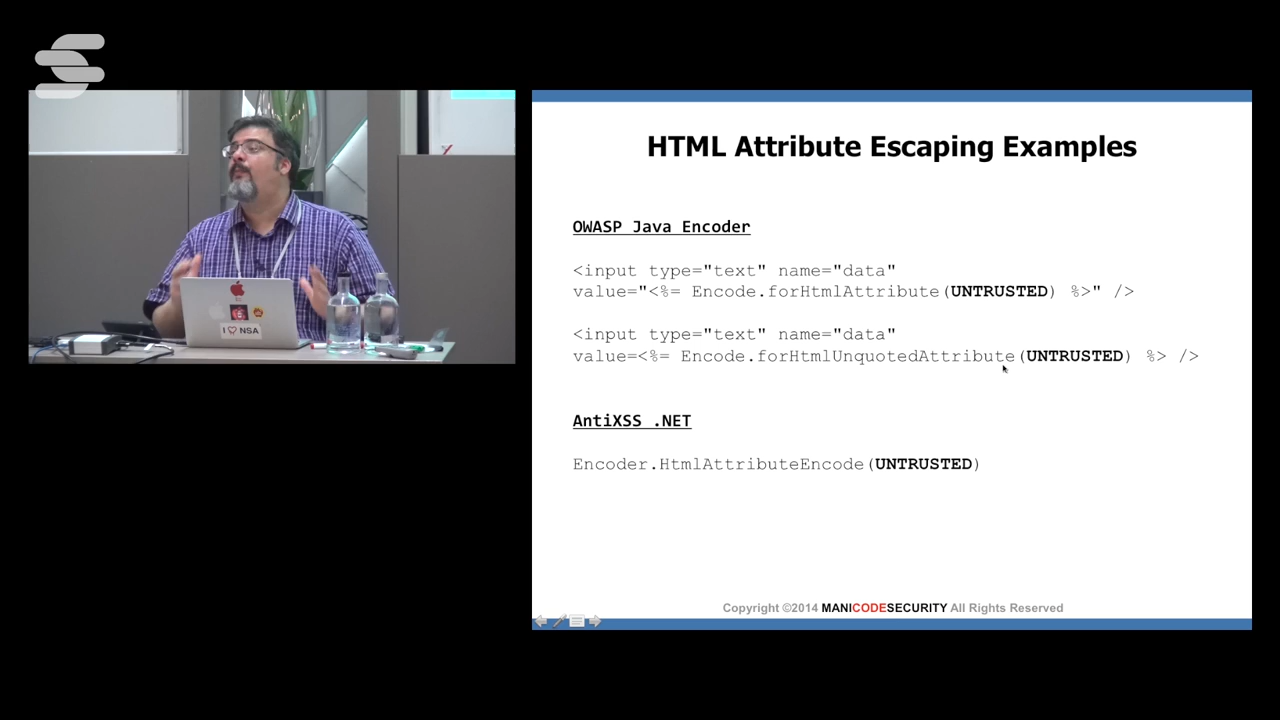 I NSA
HTML Attribute Escaping Examples
OWASP Java Encoder
<input type="text" name="data"
value="<%= Encode.forHtmlAttribute(UNTRUSTED) %>" />
<input type="text" name="data"
value=<%= Encode.forHtmlUnquotedAttribute(UNTRUSTED) %> />
AntiXSS .NET
Encoder.HtmlAttributeEncode(UNTRUSTED)
Copyright ©2014 MANICODESECURITY All Rights Reserved